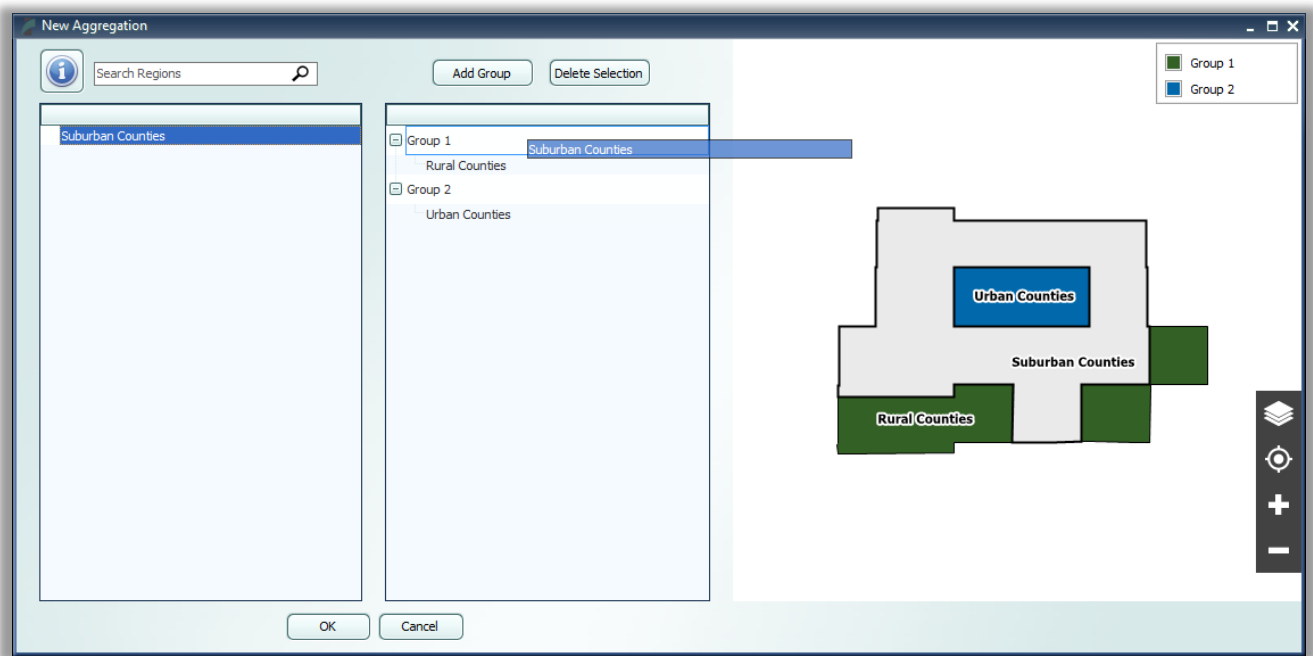 New Aggregation
Search Regions
Add Group
Delete Selection
Suburban Counties
Group 1
Suburban Counties
Rural Counties
Group 2
Urban Counties
Group 1
Group 2
Urban Counties
Suburban Counties
Rural Counties
OK
Cancel